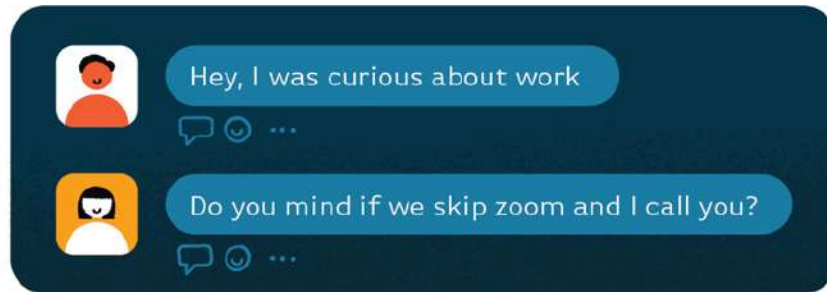 Hey, I was curious about work
Do you mind if we skip zoom and I call you?